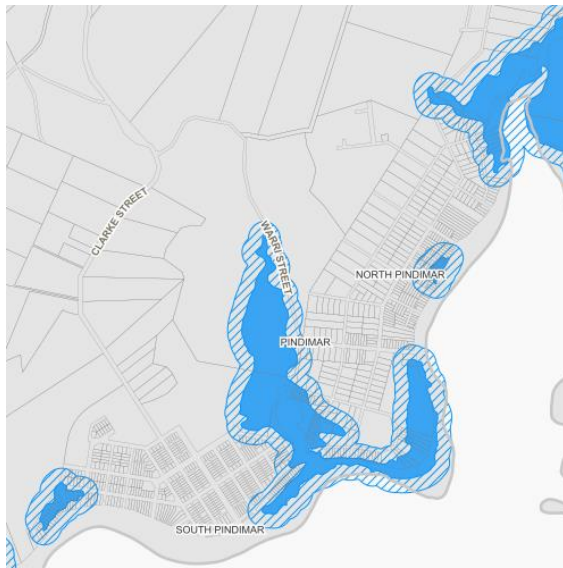 CLARKE STREET
WARRI STREET
NORTH PINDIMAR
PINDIMAR
SOUTH PINDIMAR